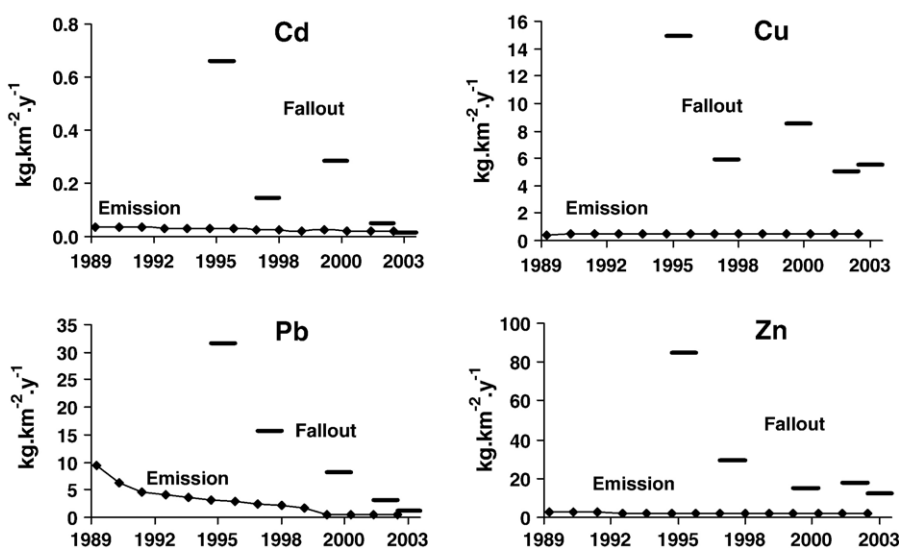 Cd
kg.km-2.y-1
0.8
0.6
0.4
0.2
0.0
Fallout
Emission
1989 1992 1995 1998 2000 2003
Cu
kg.km-2.y-1
16
14
12
10
8
6
4
2
0
Fallout
Emission
1989 1992 1995 1998 2000 2003
Pb
kg.km-2.y-1
35
30
25
20
15
10
5
0
Fallout
Emission
1989 1992 1995 1998 2000 2003
Zn
kg.km-2.y-1
100
80
60
40
20
0
Fallout
Emission
1989 1992 1995 1998 2000 2003